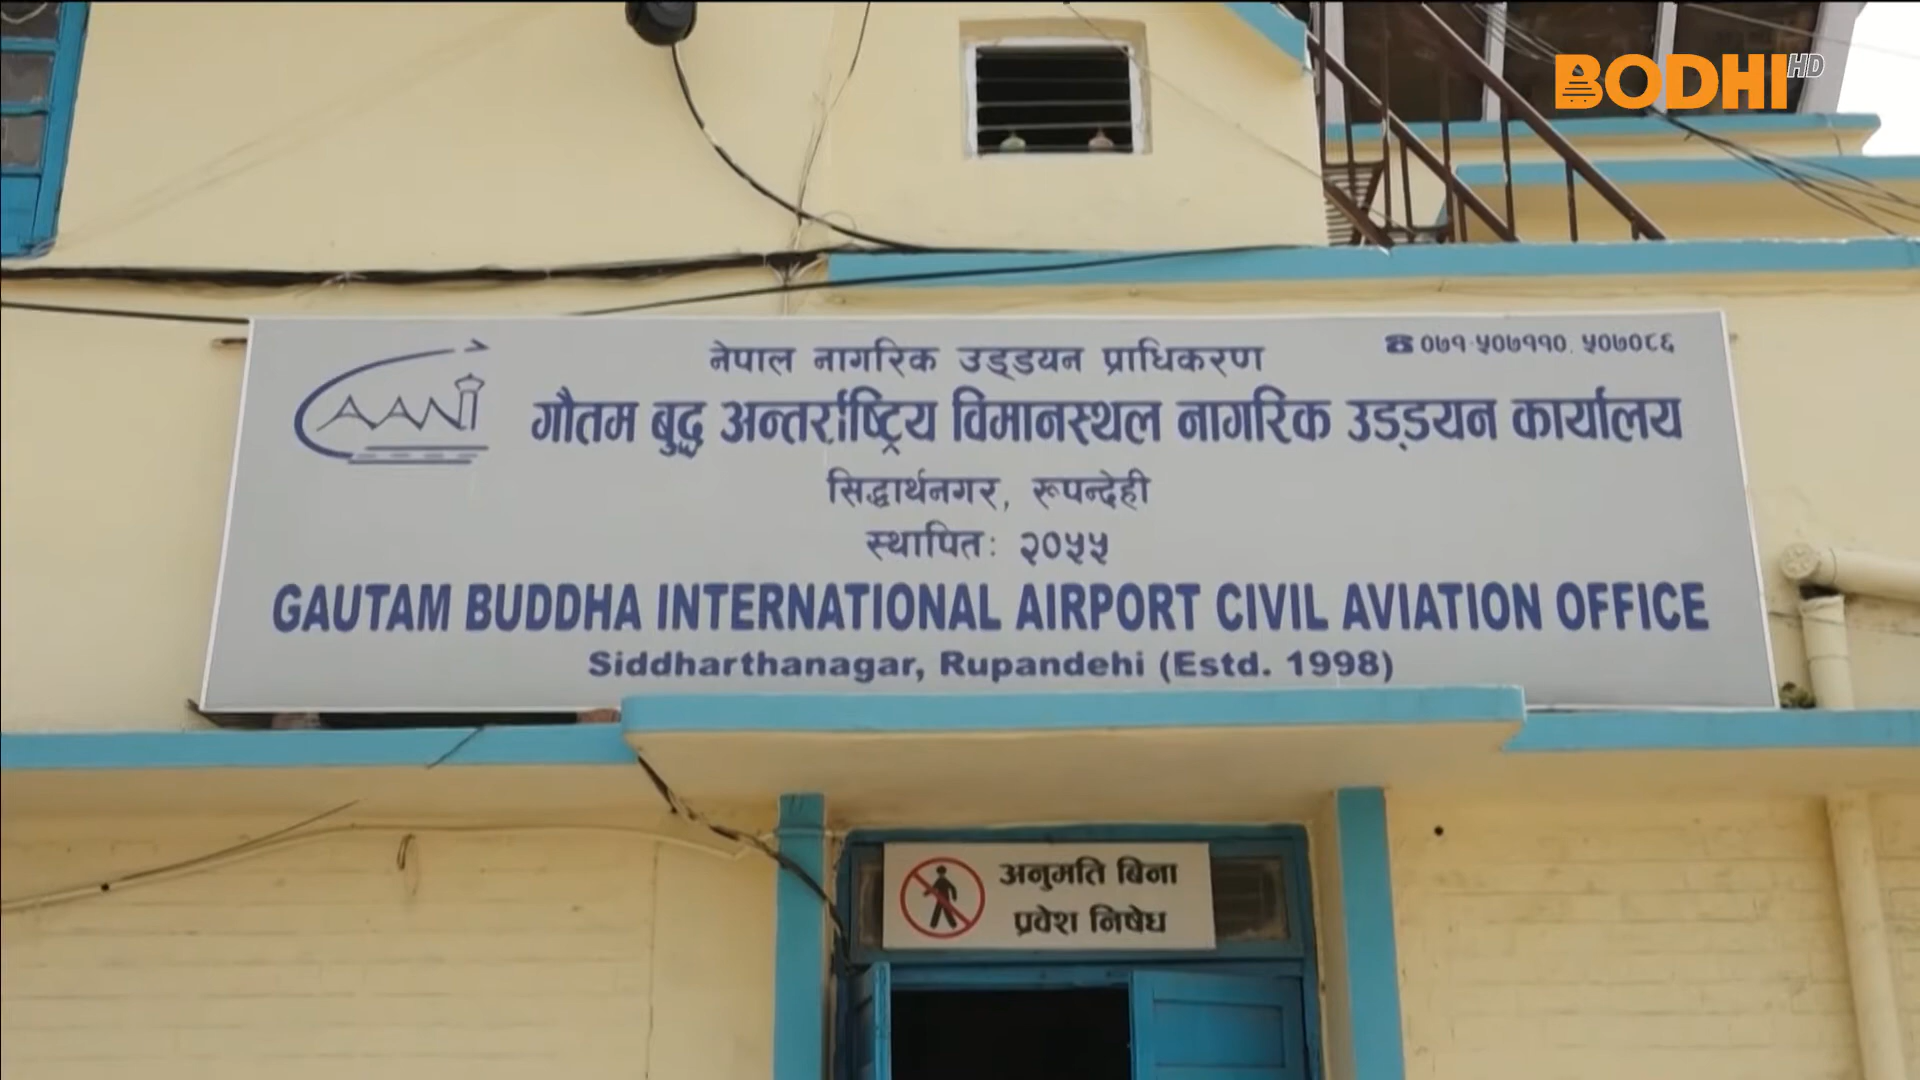 BODHI HD
नेपाल नागरिक उड्डयन प्राधिकरण
☎ ०७१-५०७११०, ५०७०८६
CAANI
गौतम बुद्ध अन्तर्राष्ट्रिय विमानस्थल नागरिक उड्डयन कार्यालय
सिद्धार्थनगर, रूपन्देही
स्थापित: २०५५
GAUTAM BUDDHA INTERNATIONAL AIRPORT CIVIL AVIATION OFFICE
Siddharthanagar, Rupandehi (Estd. 1998)
अनुमति बिना
प्रवेश निषेध